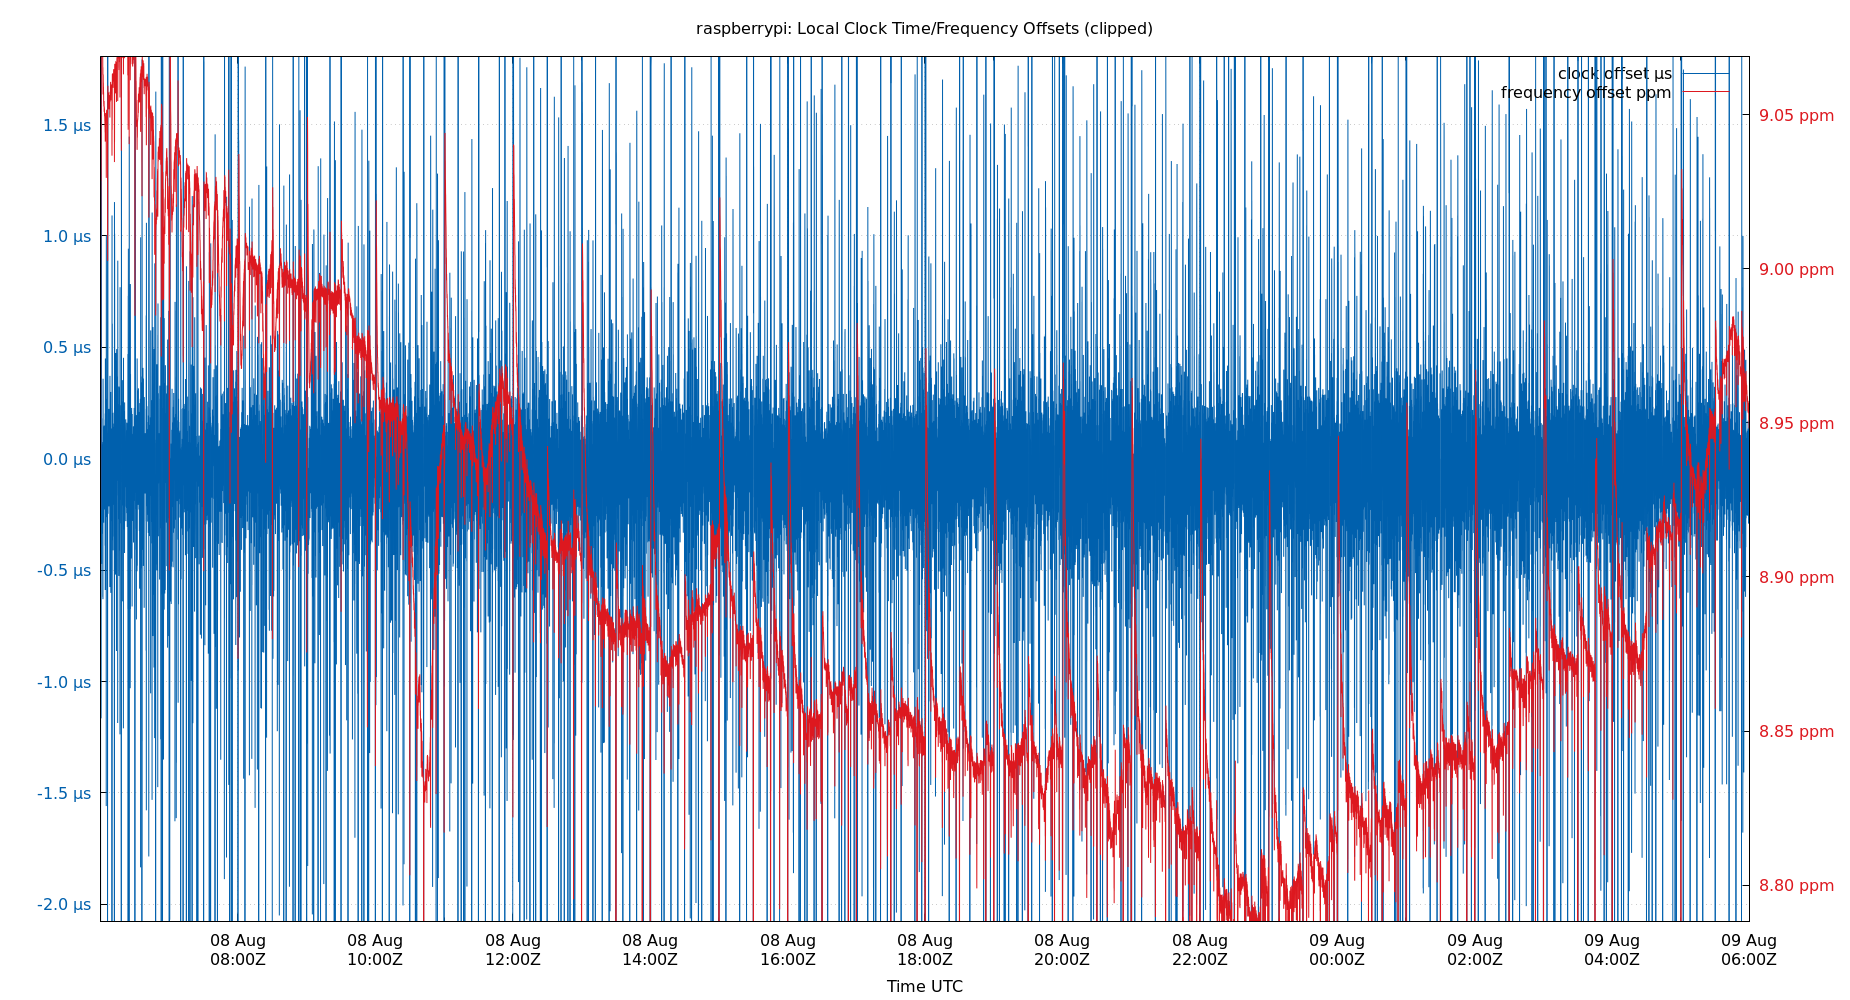 raspberrypi: Local Clock Time/Frequency Offsets (clipped)
clock offset µs
frequency offset ppm
1.5 µs
1.0 µs
0.5 µs
0.0 µs
-0.5 µs
-1.0 µs
-1.5 µs
-2.0 µs
9.05 ppm
9.00 ppm
8.95 ppm
8.90 ppm
8.85 ppm
8.80 ppm
08 Aug 08 Aug 08 Aug 08 Aug 08 Aug 08 Aug 08 Aug 08 Aug 09 Aug 09 Aug 09 Aug 09 Aug
08:00Z 10:00Z 12:00Z 14:00Z 16:00Z 18:00Z 20:00Z 22:00Z 00:00Z 02:00Z 04:00Z 06:00Z
Time UTC